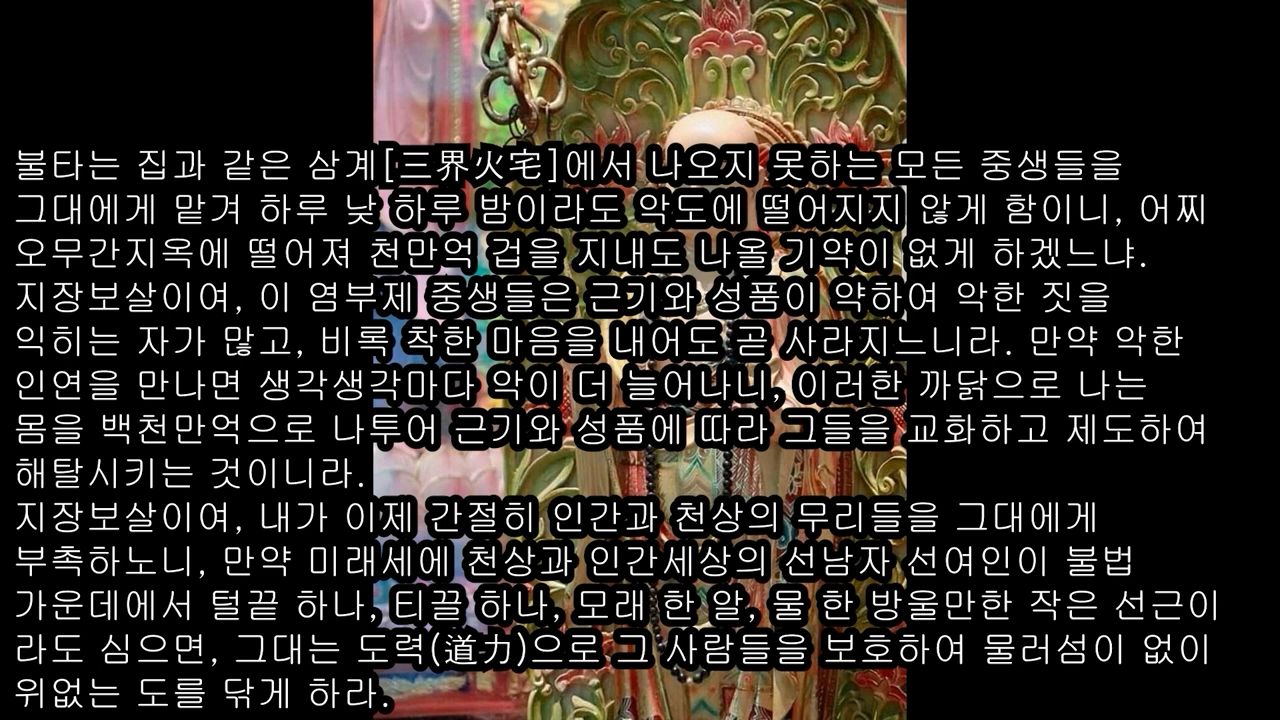 불타는 집과 같은 삼계[三界火宅]에서 나오지 못하는 모든 중생들을
그대에게 맡겨 하루 낮 하루 밤이라도 악도에 떨어지지 않게 함이니, 어찌
오무간지옥에 떨어져 천만억 겁을 지내도 나올 기약이 없게 하겠느냐.
지장보살이여, 이 염부제 중생들은 근기와 성품이 약하여 악한 짓을
익히는 자가 많고, 비록 착한 마음을 내어도 곧 사라지느니라. 만약 악한
인연을 만나면 생각생각마다 악이 더 늘어나니, 이러한 까닭으로 나는
몸을 백천만억으로 나투어 근기와 성품에 따라 그들을 교화하고 제도하여
해탈시키는 것이니라.
지장보살이여, 내가 이제 간절히 인간과 천상의 무리들을 그대에게
부촉하노니, 만약 미래세에 천상과 인간세상의 선남자 선여인이 불법
가운데에서 털끝 하나, 티끌 하나, 모래 한 알, 물 한 방울만한 작은 선근이
라도 심으면, 그대는 도력(道力)으로 그 사람들을 보호하여 물러섬이 없이
위없는 도를 닦게 하라.